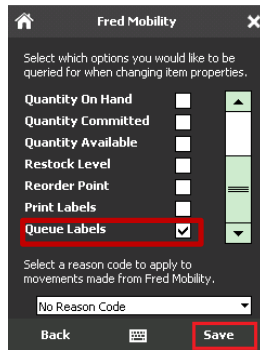 Fred Mobility
Select which options you would like to be
queried for when changing item properties.
Quantity On Hand
Quantity Committed
Quantity Available
Restock Level
Reorder Point
Print Labels
Queue Labels
Select a reason code to apply to
movements made from Fred Mobility.
No Reason Code
Back
Save